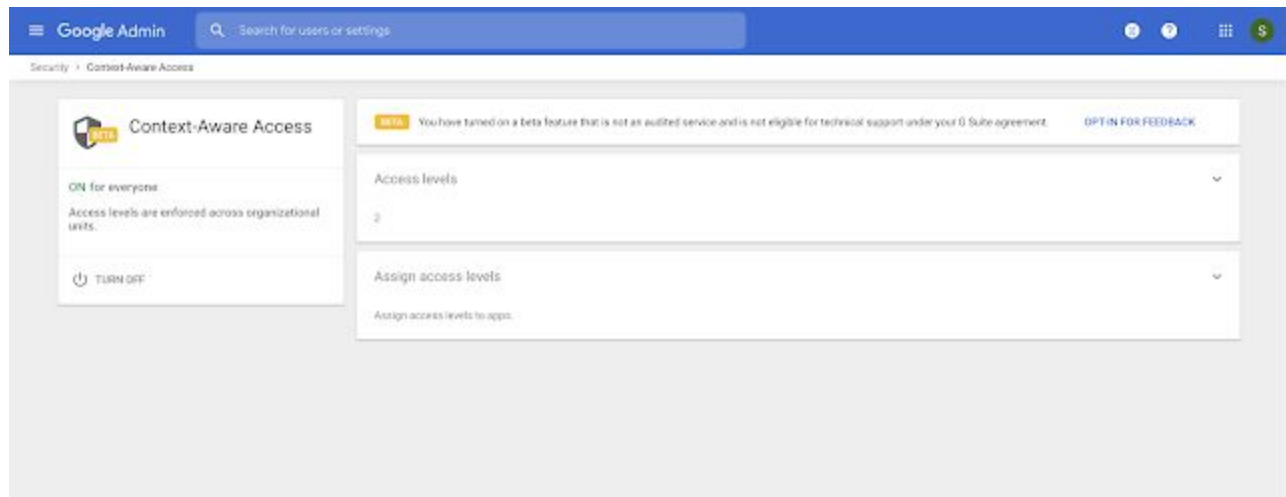 Google Admin
Search for users or settings
S
Security > Context-Aware Access
BETA
Context-Aware Access
ON for everyone
Access levels are enforced across organizational
units.
TURN OFF
BETA You have turned on a beta feature that is not an audited service and is not eligible for technical support under your G Suite agreement. OPT IN FOR FEEDBACK
Access levels
2
Assign access levels
Assign access levels to apps.